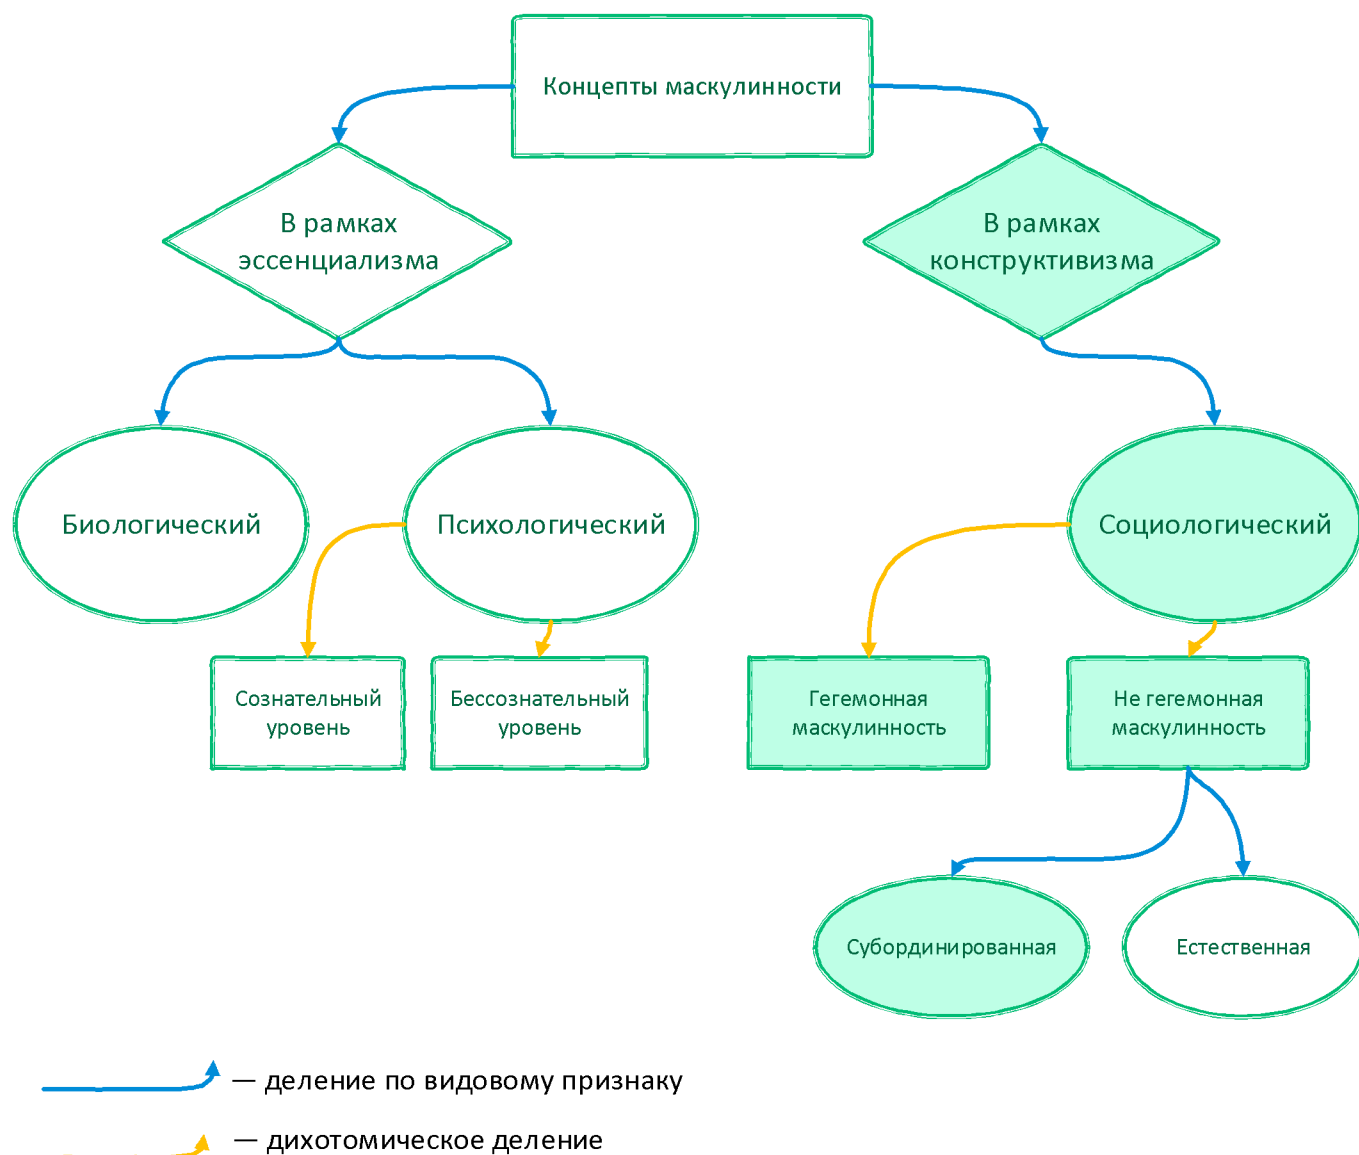 Концепты маскулинности
В рамках
эссенциализма
В рамках
конструктивизма
Биологический
Психологический
Социологический
Сознательный
уровень
Бессознательный
уровень
Гегемонная
маскулинность
Не гегемонная
маскулинность
Субординированная
Естественная
— деление по видовому признаку
— дихотомическое деление